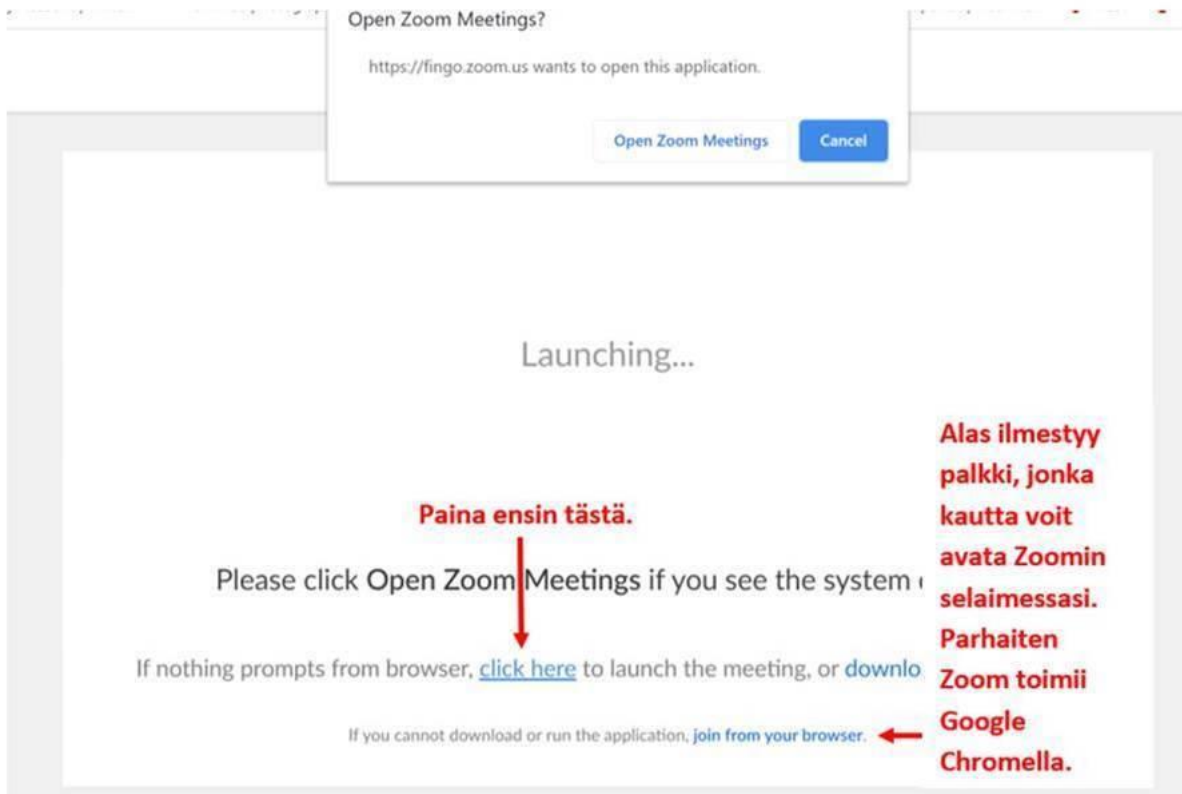 Open Zoom Meetings?
https://fingo.zoom.us wants to open this application.
Open Zoom Meetings
Cancel
Launching...
Paina ensin tästä.
Please click Open Zoom Meetings if you see the system
If nothing prompts from browser, click here to launch the meeting, or downlo
If you cannot download or run the application, join from your browser.
Alas ilmestyy
palkki, jonka
kautta voit
avata Zoomin
selaimessasi.
Parhaiten
Zoom toimii
Google
Chromella.